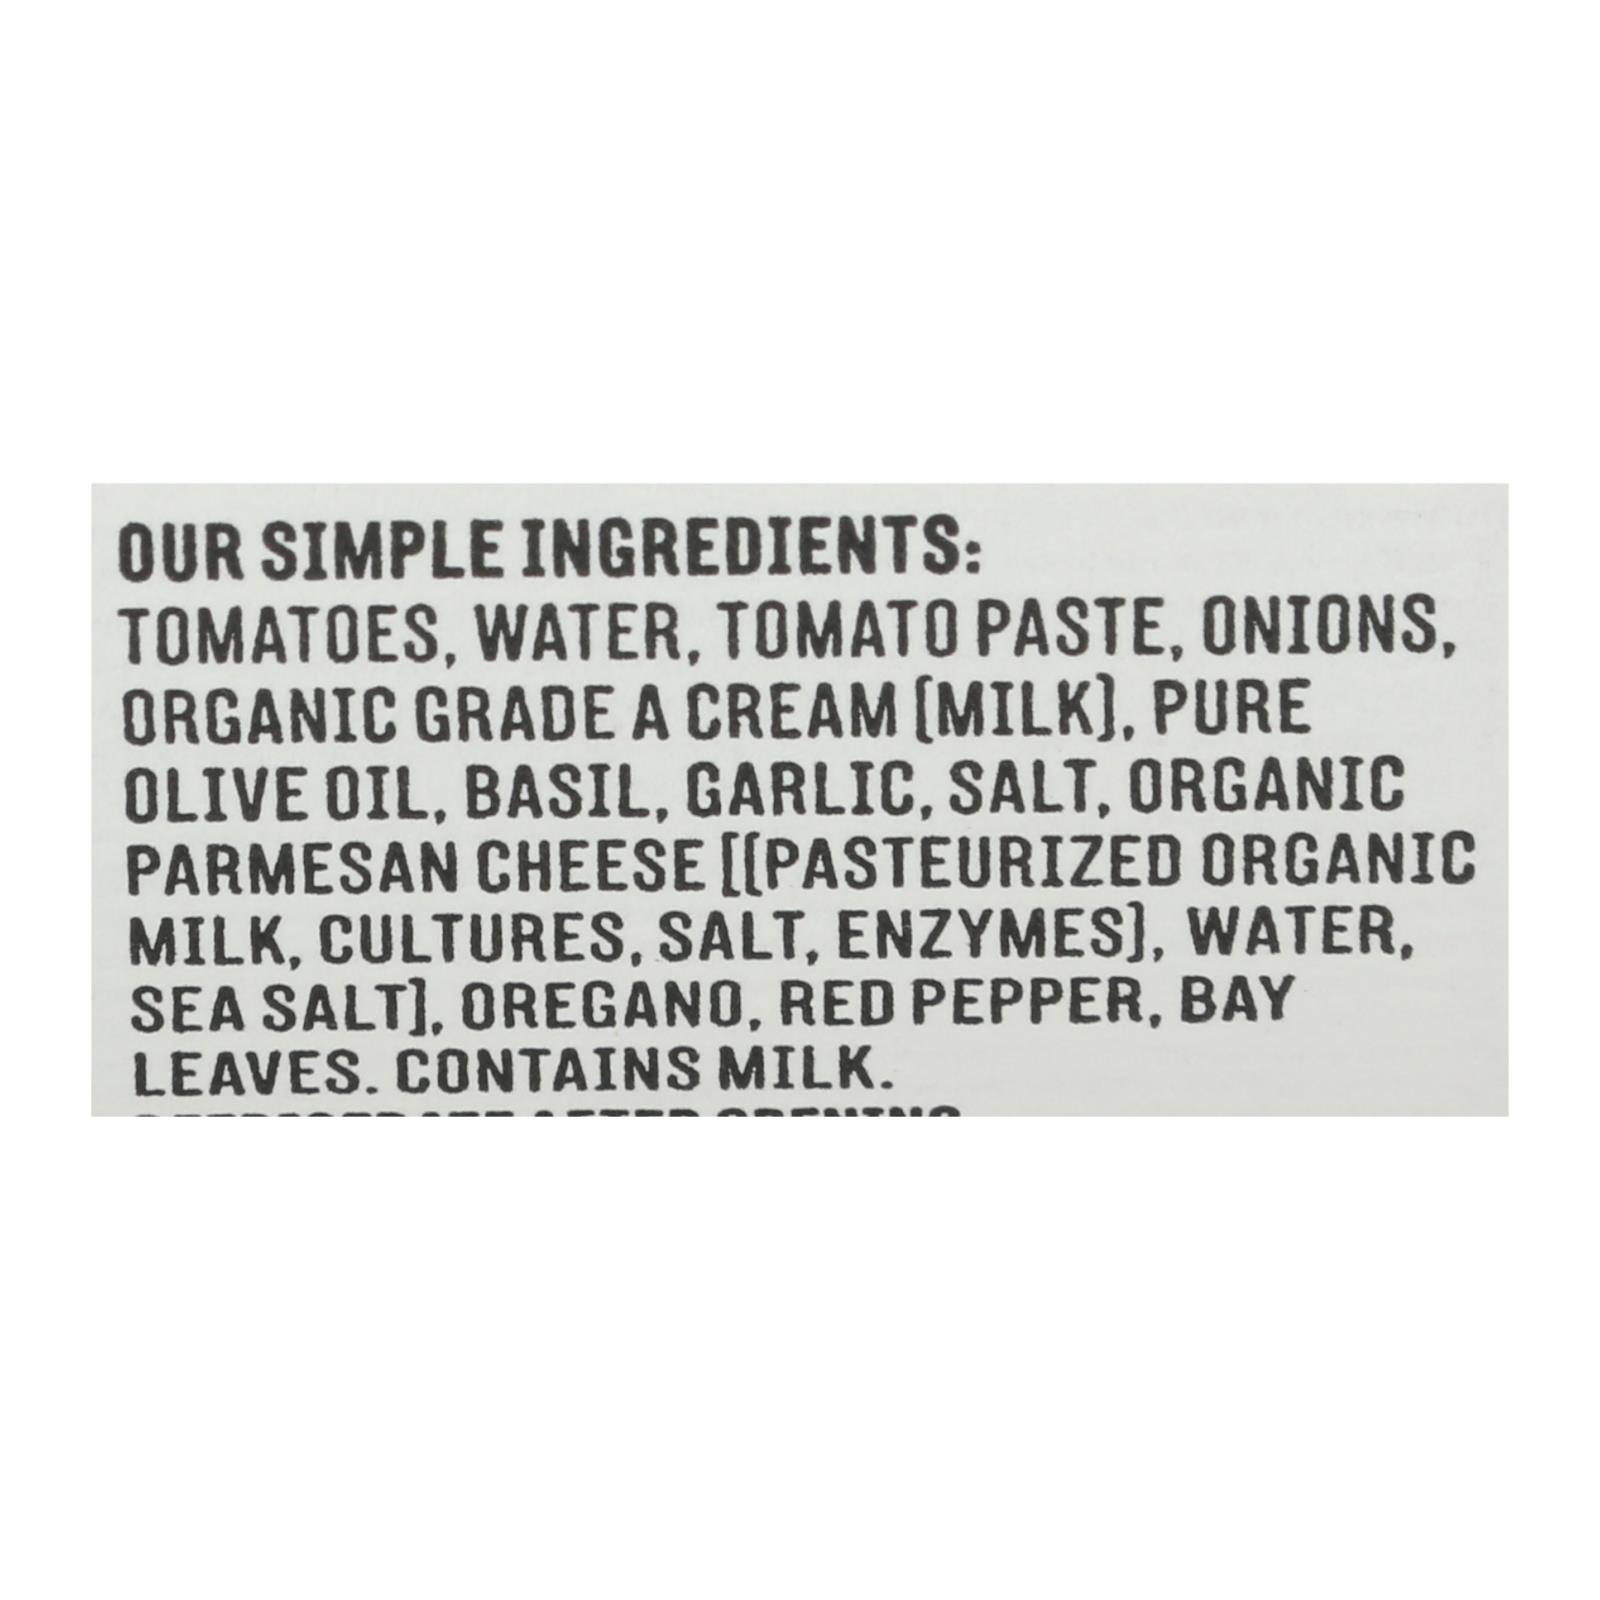 OUR SIMPLE INGREDIENTS:
TOMATOES, WATER, TOMATO PASTE, ONIONS,
ORGANIC GRADE A CREAM [MILK], PURE
OLIVE OIL, BASIL, GARLIC, SALT, ORGANIC
PARMESAN CHEESE [[PASTEURIZED ORGANIC
MILK, CULTURES, SALT, ENZYMES], WATER,
SEA SALT], OREGANO, RED PEPPER, BAY
LEAVES. CONTAINS MILK.